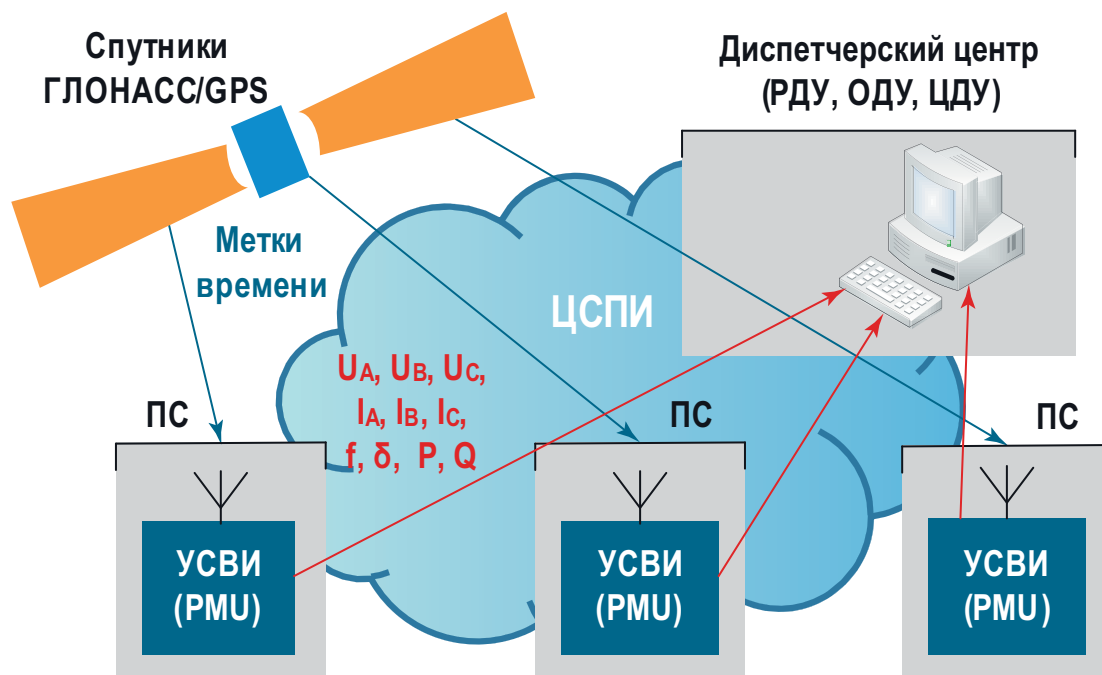 Спутники
ГЛОНАСС/GPS
Диспетчерский центр
(РДУ, ОДУ, ЦДУ)
Метки
времени
ЦСПИ
UA, UB, UC,
IA, IB, IC,
f, δ, P, Q
ПС
ПС
ПС
УСВИ
(PMU)
УСВИ
(PMU)
УСВИ
(PMU)